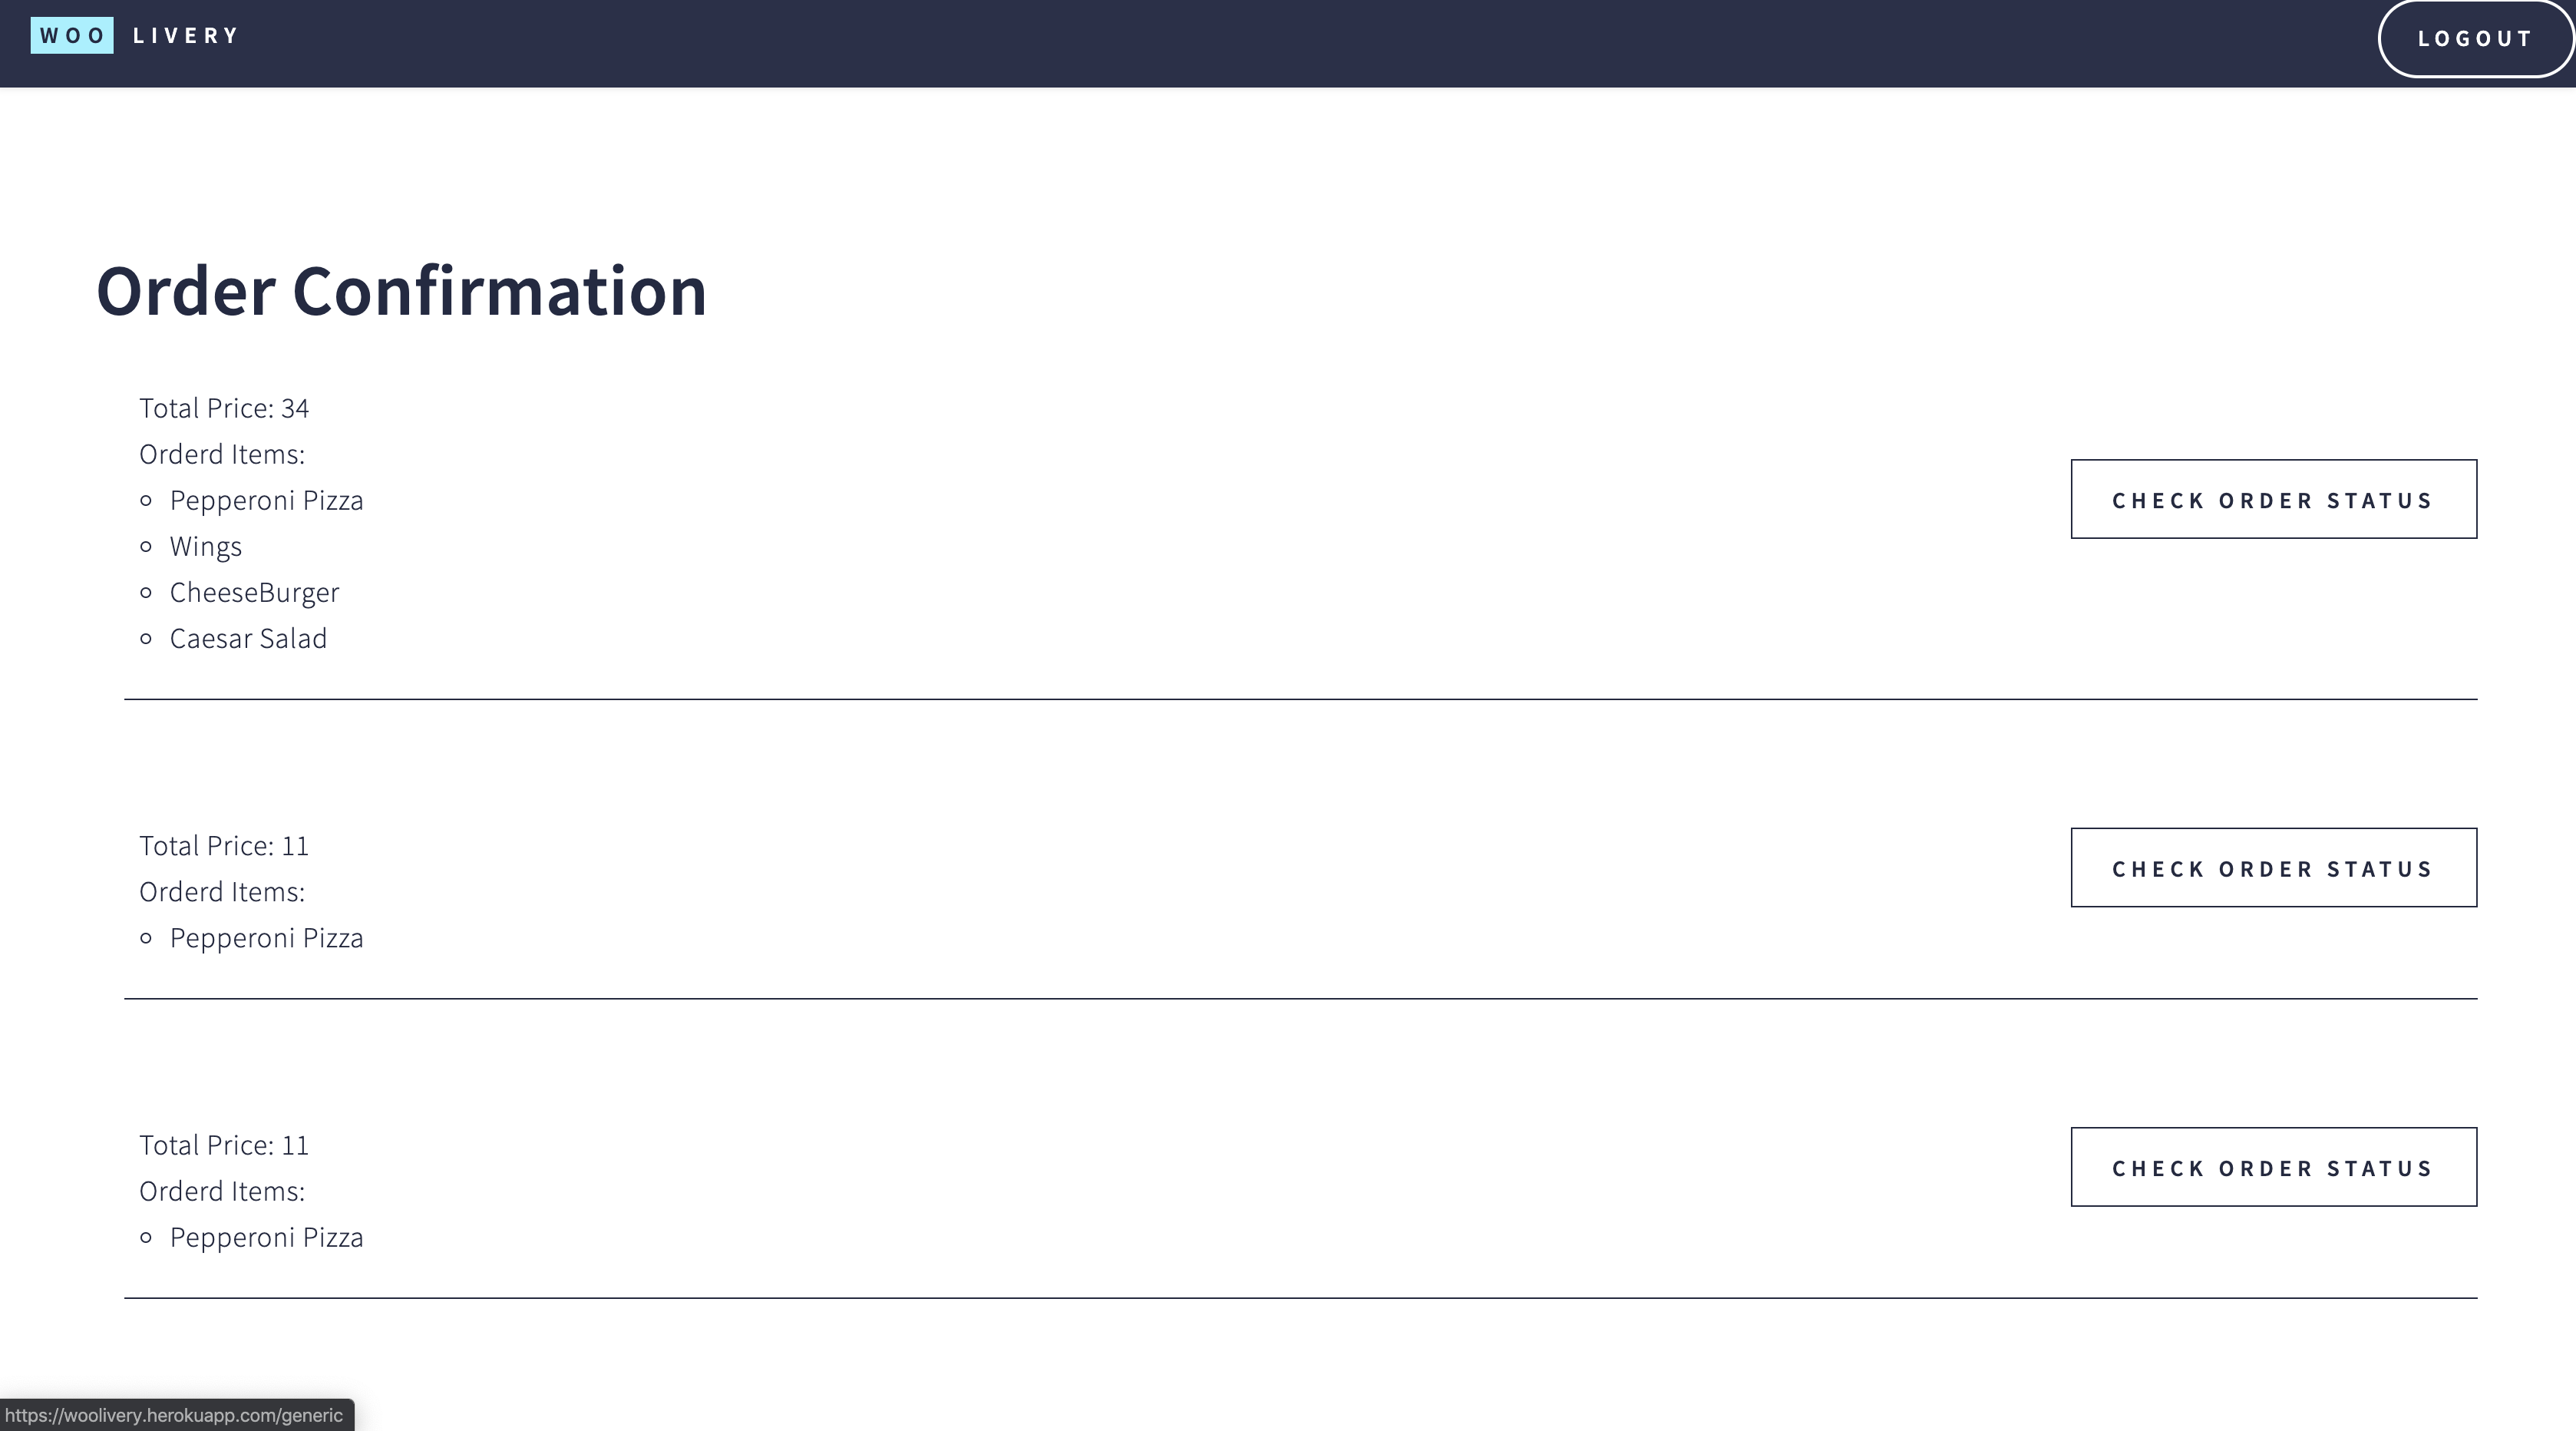 WOO LIVERY
LOGOUT
Order Confirmation
Total Price: 34
Orderd Items:
Pepperoni Pizza
CHECK ORDER STATUS
Wings
CheeseBurger
Caesar Salad
Total Price: 11
CHECK ORDER STATUS
Orderd Items:
Pepperoni Pizza
Total Price: 11
CHECK ORDER STATUS
Orderd Items:
Pepperoni Pizza
https://woolivery.herokuapp.com/generic